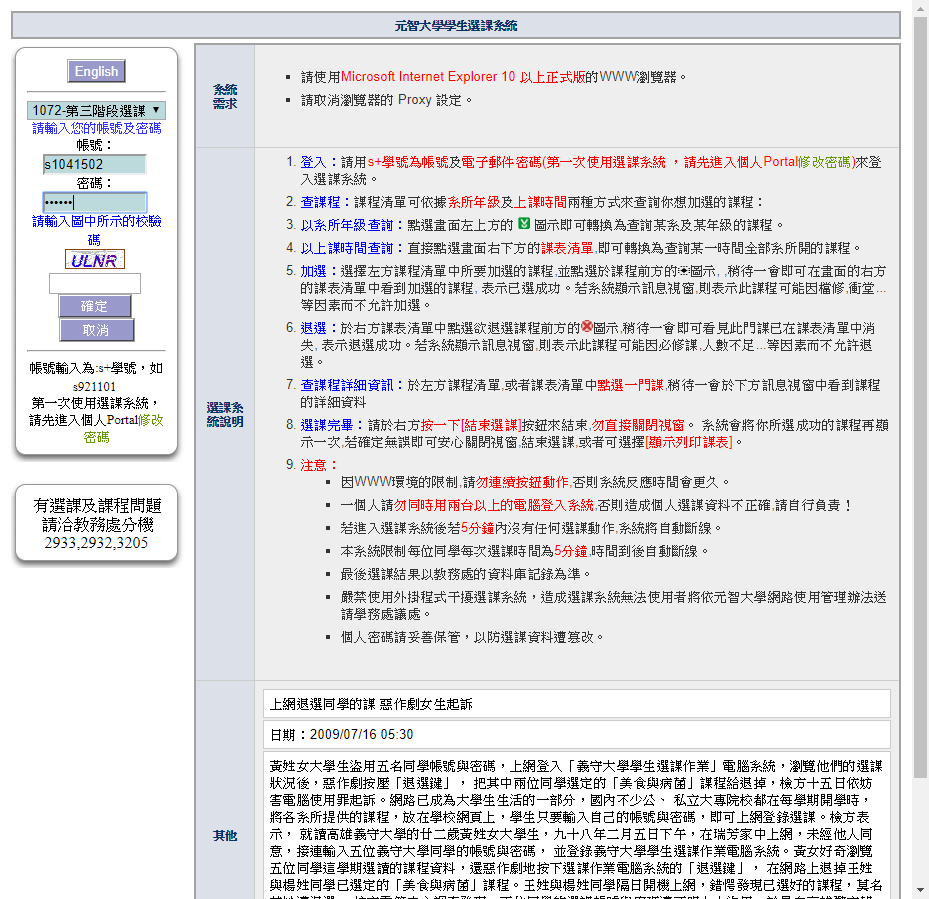 元智大學學生選課系統
English
1072-第三階段選課
請輸入您的帳號及密碼
帳號：
s1041502
密碼：
••••••
請輸入圖中所示的校驗
碼
ULNR
確定
取消
帳號輸入為:s+學號，如
s921101
第一次使用選課系統，
請先進入個人Portal修改
密碼
有選課及課程問題
請洽教務處分機
2933,2932,3205
系統
需求
請使用Microsoft Internet Explorer 10 以上正式版的WWW瀏覽器。
請取消瀏覽器的 Proxy 設定。
選課系
統說明
1. 登入：請用s+學號為帳號及電子郵件密碼(第一次使用選課系統 ，請先進入個人Portal修改密碼)來登
入選課系統。
2. 查課程：課程清單可依據系所年級及上課時間兩種方式來查詢你想加選的課程：
3. 以系所年級查詢：點選畫面左上方的 圖示即可轉換為查詢某系及某年級的課程。
4. 以上課時間查詢：直接點選畫面右下方的課表清單,即可轉換為查詢某一時間全部系所開的課程。
5. 加選：選擇左方課程清單中所要加選的課程,並點選於課程前方的圖示, ,稍待一會即可在畫面的右方
的課表清單中看到加選的課程, 表示已選成功。若系統顯示訊息視窗,則表示此課程可能因檔修,衝堂...
等因素而不允許加選。
6. 退選：於右方課表清單中點選欲退選課程前方的圖示,稍待一會即可看見此門課已在課表清單中消
失, 表示退選成功。若系統顯示訊息視窗,則表示此課程可能因必修課,人數不足...等因素而不允許退
選。
7. 查課程詳細資訊：於左方課程清單,或者課表清單中點選一門課,稍待一會於下方訊息視窗中看到課程
的詳細資料
8. 選課完畢：請於右方按一下[結束選課]按鈕來結束,勿直接關閉視窗。 系統會將你所選成功的課程再顯
示一次,若確定無誤即可安心關閉視窗,結束選課,或者可選擇[顯示列印課表]。
9. 注意：
因WWW環境的限制,請勿連續按鈕動作,否則系統反應時間會更久。
一個人請勿同時用兩台以上的電腦登入系統,否則造成個人選課資料不正確,請自行負責！
若進入選課系統後若5分鐘內沒有任何選課動作,系統將自動斷線。
本系統限制每位同學每次選課時間為5分鐘,時間到後自動斷線。
最後選課結果以教務處的資料庫記錄為準。
嚴禁使用外掛程式干擾選課系統，造成選課系統無法使用者將依元智大學網路使用管理辦法送
請學務處議處。
個人密碼請妥善保管，以防選課資料遭篡改。
其他
上網退選同學的課 惡作劇女生起訴
日期：2009/07/16 05:30
黃姓女大學生盜用五名同學帳號與密碼，上網登入「義守大學學生選課作業」電腦系統，瀏覽他們的選課
狀況後，惡作劇按壓「退選鍵」， 把其中兩位同學選定的「美食與病菌」課程給退掉，檢方十五日依妨
害電腦使用罪起訴。網路已成為大學生生活的一部分，國內不少公、 私立大專院校都在每學期開學時，
將各系所提供的課程，放在學校網頁上，學生只要輸入自己的帳號與密碼，即可上網登錄選課。檢方表
示， 就讀高雄義守大學的廿二歲黃姓女大學生，九十八年二月五日下午，在瑞芳家中上網，未經他人同
意，接連輸入五位義守大學同學的帳號與密碼， 並登錄義守大學學生選課作業電腦系統。黃女好奇瀏覽
五位同學這學期選讀的課程資料，還惡作劇地按下選課作業電腦系統的「退選鍵」， 在網路上退掉王姓
與楊姓同學已選定的「美食與病菌」課程。王姓與楊姓同學隔日開機上網，錯愕發現已選好的課程，莫名